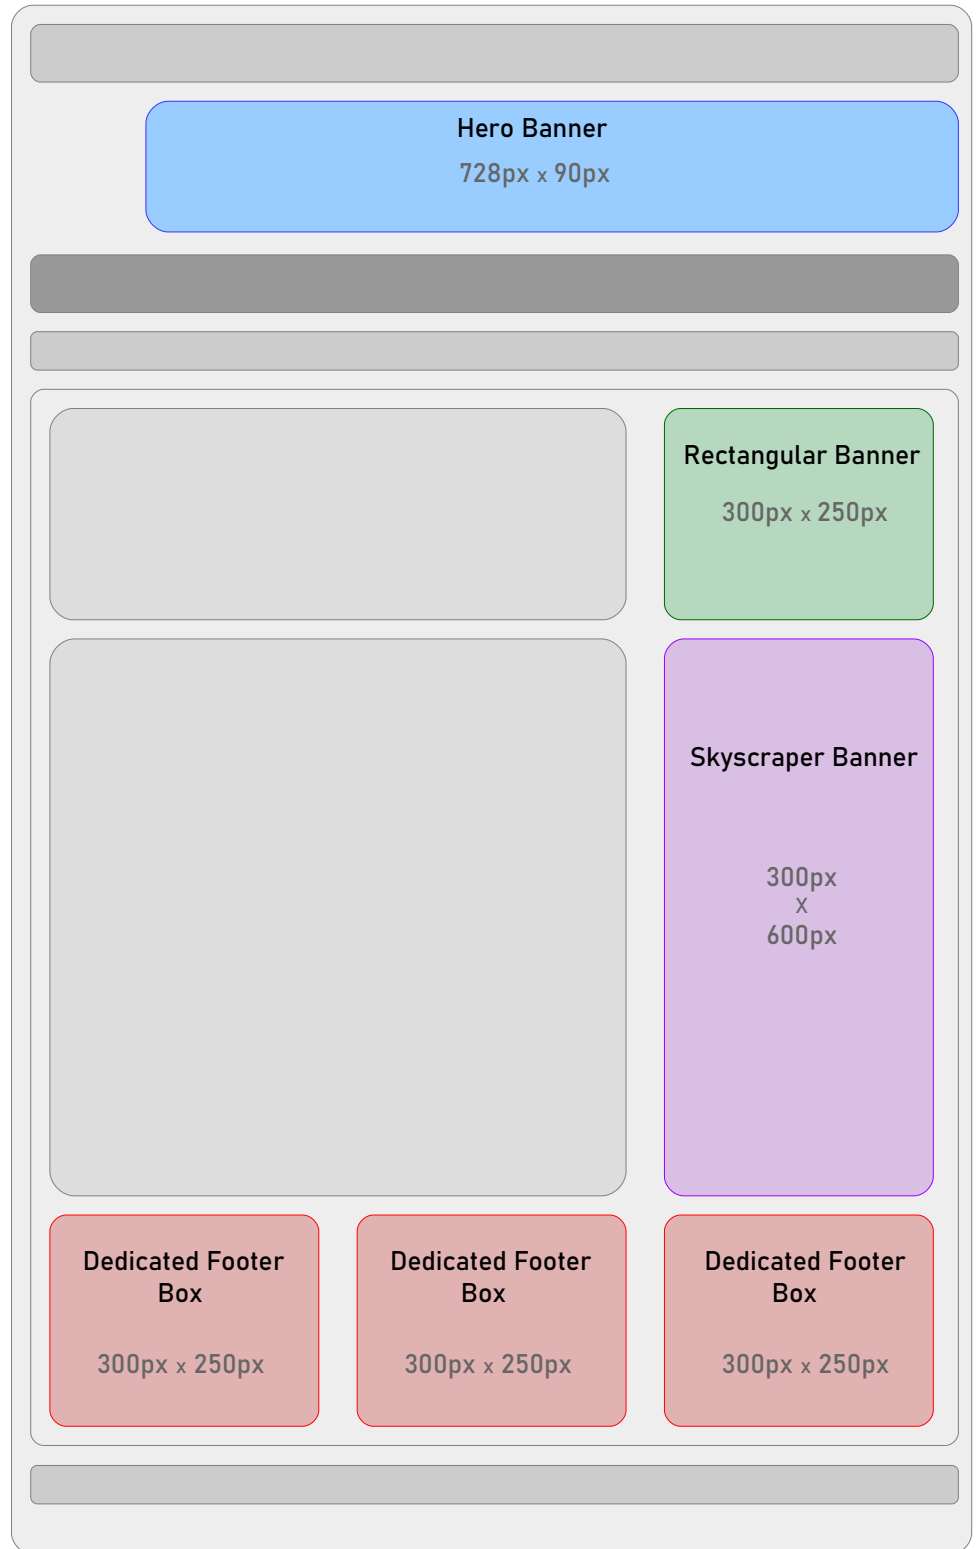 Hero Banner
728px x 90px
Rectangular Banner
300px x 250px
Skyscraper Banner
300px
X
600px
Dedicated Footer
Box
300px x 250px
Dedicated Footer
Box
300px x 250px
Dedicated Footer
Box
300px x 250px